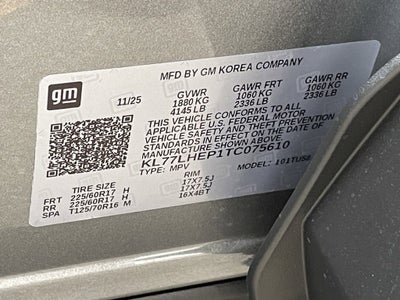 gm
MFD BY GM KOREA COMPANY
11/25 GVWR GAWR FRT GAWR RR
1880 KG 1060 KG 1060 KG
4145 LB 2336 LB 2336 LB
THIS VEHICLE CONFORMS TO ALL
APPLICABLE U.S. FEDERAL MOTOR
VEHICLE SAFETY AND THEFT PREVENTION
STANDARDS IN EFFECT ON THE DATE OF
MANUFACTURE SHOWN ABOVE.
KL77LHEP1TC075610
TYPE: MPV MODEL: 101TU58
TIRE SIZE RIM
FRT 225/60R17 H 17X7.5J
RR 225/60R17 H 17X7.5J
SPA T125/70R16 M 16X4BT